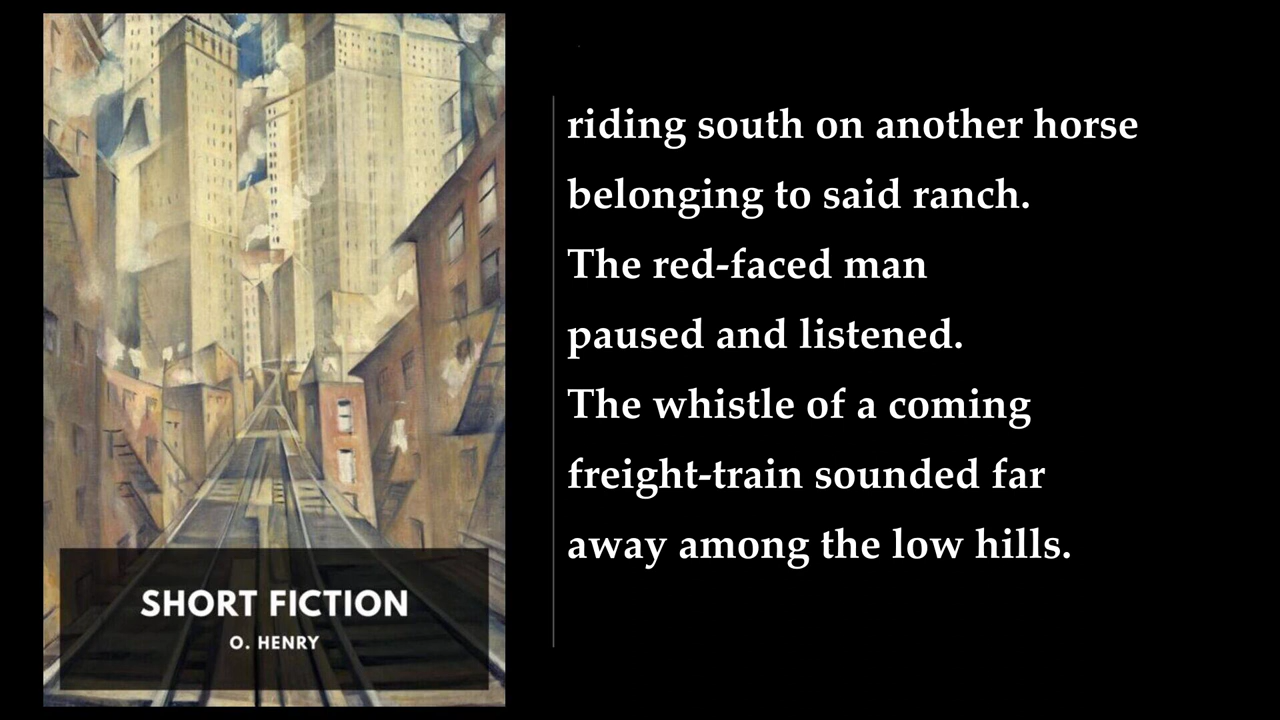 SHORT FICTION
O. HENRY
riding south on another horse
belonging to said ranch.
The red-faced man
paused and listened.
The whistle of a coming
freight-train sounded far
away among the low hills.